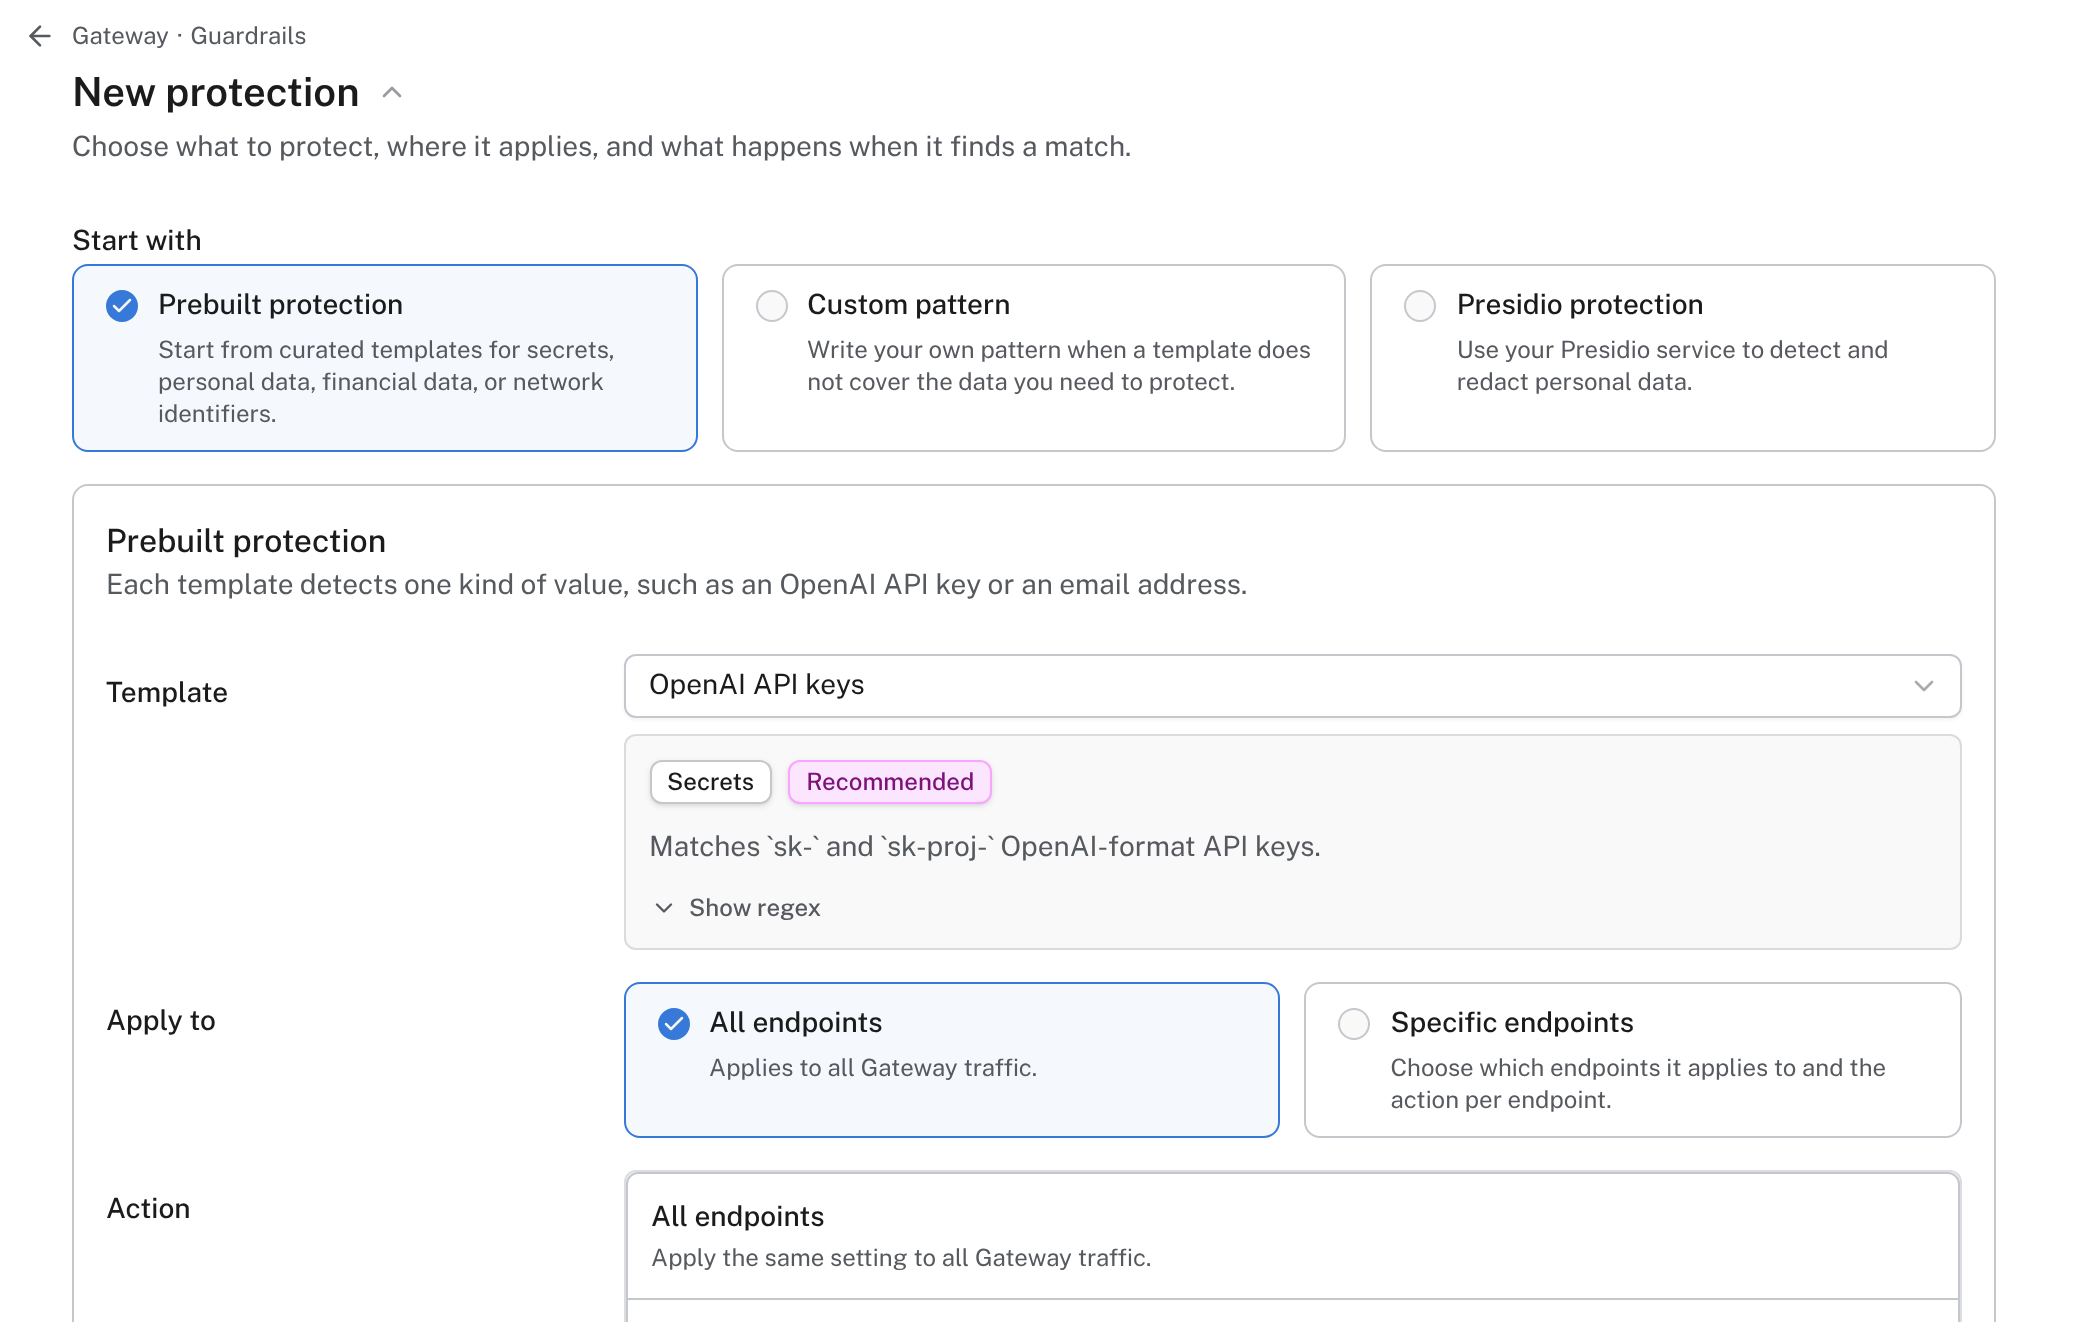 Gateway · Guardrails
New protection
Choose what to protect, where it applies, and what happens when it finds a match.
Start with
Prebuilt protection
Start from curated templates for secrets,
personal data, financial data, or network
identifiers.
Custom pattern
Write your own pattern when a template does
not cover the data you need to protect.
Presidio protection
Use your Presidio service to detect and
redact personal data.
Prebuilt protection
Each template detects one kind of value, such as an OpenAI API key or an email address.
Template
OpenAI API keys
Secrets
Recommended
Matches `sk-` and `sk-proj-` OpenAI-format API keys.
Show regex
Apply to
All endpoints
Applies to all Gateway traffic.
Specific endpoints
Choose which endpoints it applies to and the
action per endpoint.
Action
All endpoints
Apply the same setting to all Gateway traffic.